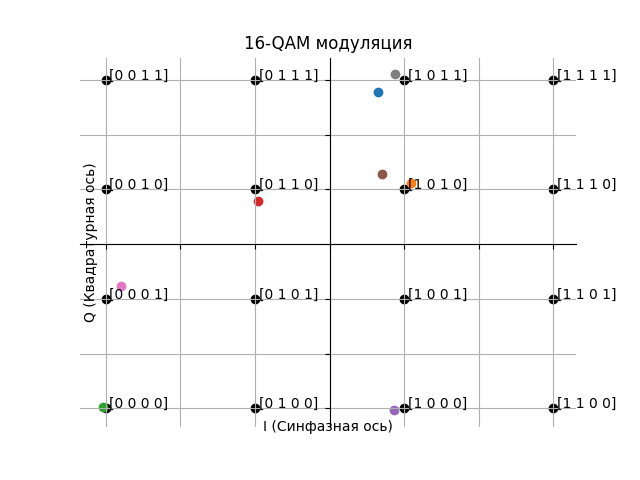 16-QAM модуляция
[0 0 1 1] [0 1 1 1] [1 0 1 1] [1 1 1 1]
[0 0 1 0] [0 1 1 0] [1 0 1 0] [1 1 1 0]
Q (Квадратурная ось)
[0 0 0 1] [0 1 0 1] [1 0 0 1] [1 1 0 1]
[0 0 0 0] [0 1 0 0] [1 0 0 0] [1 1 0 0]
I (Синфазная ось)